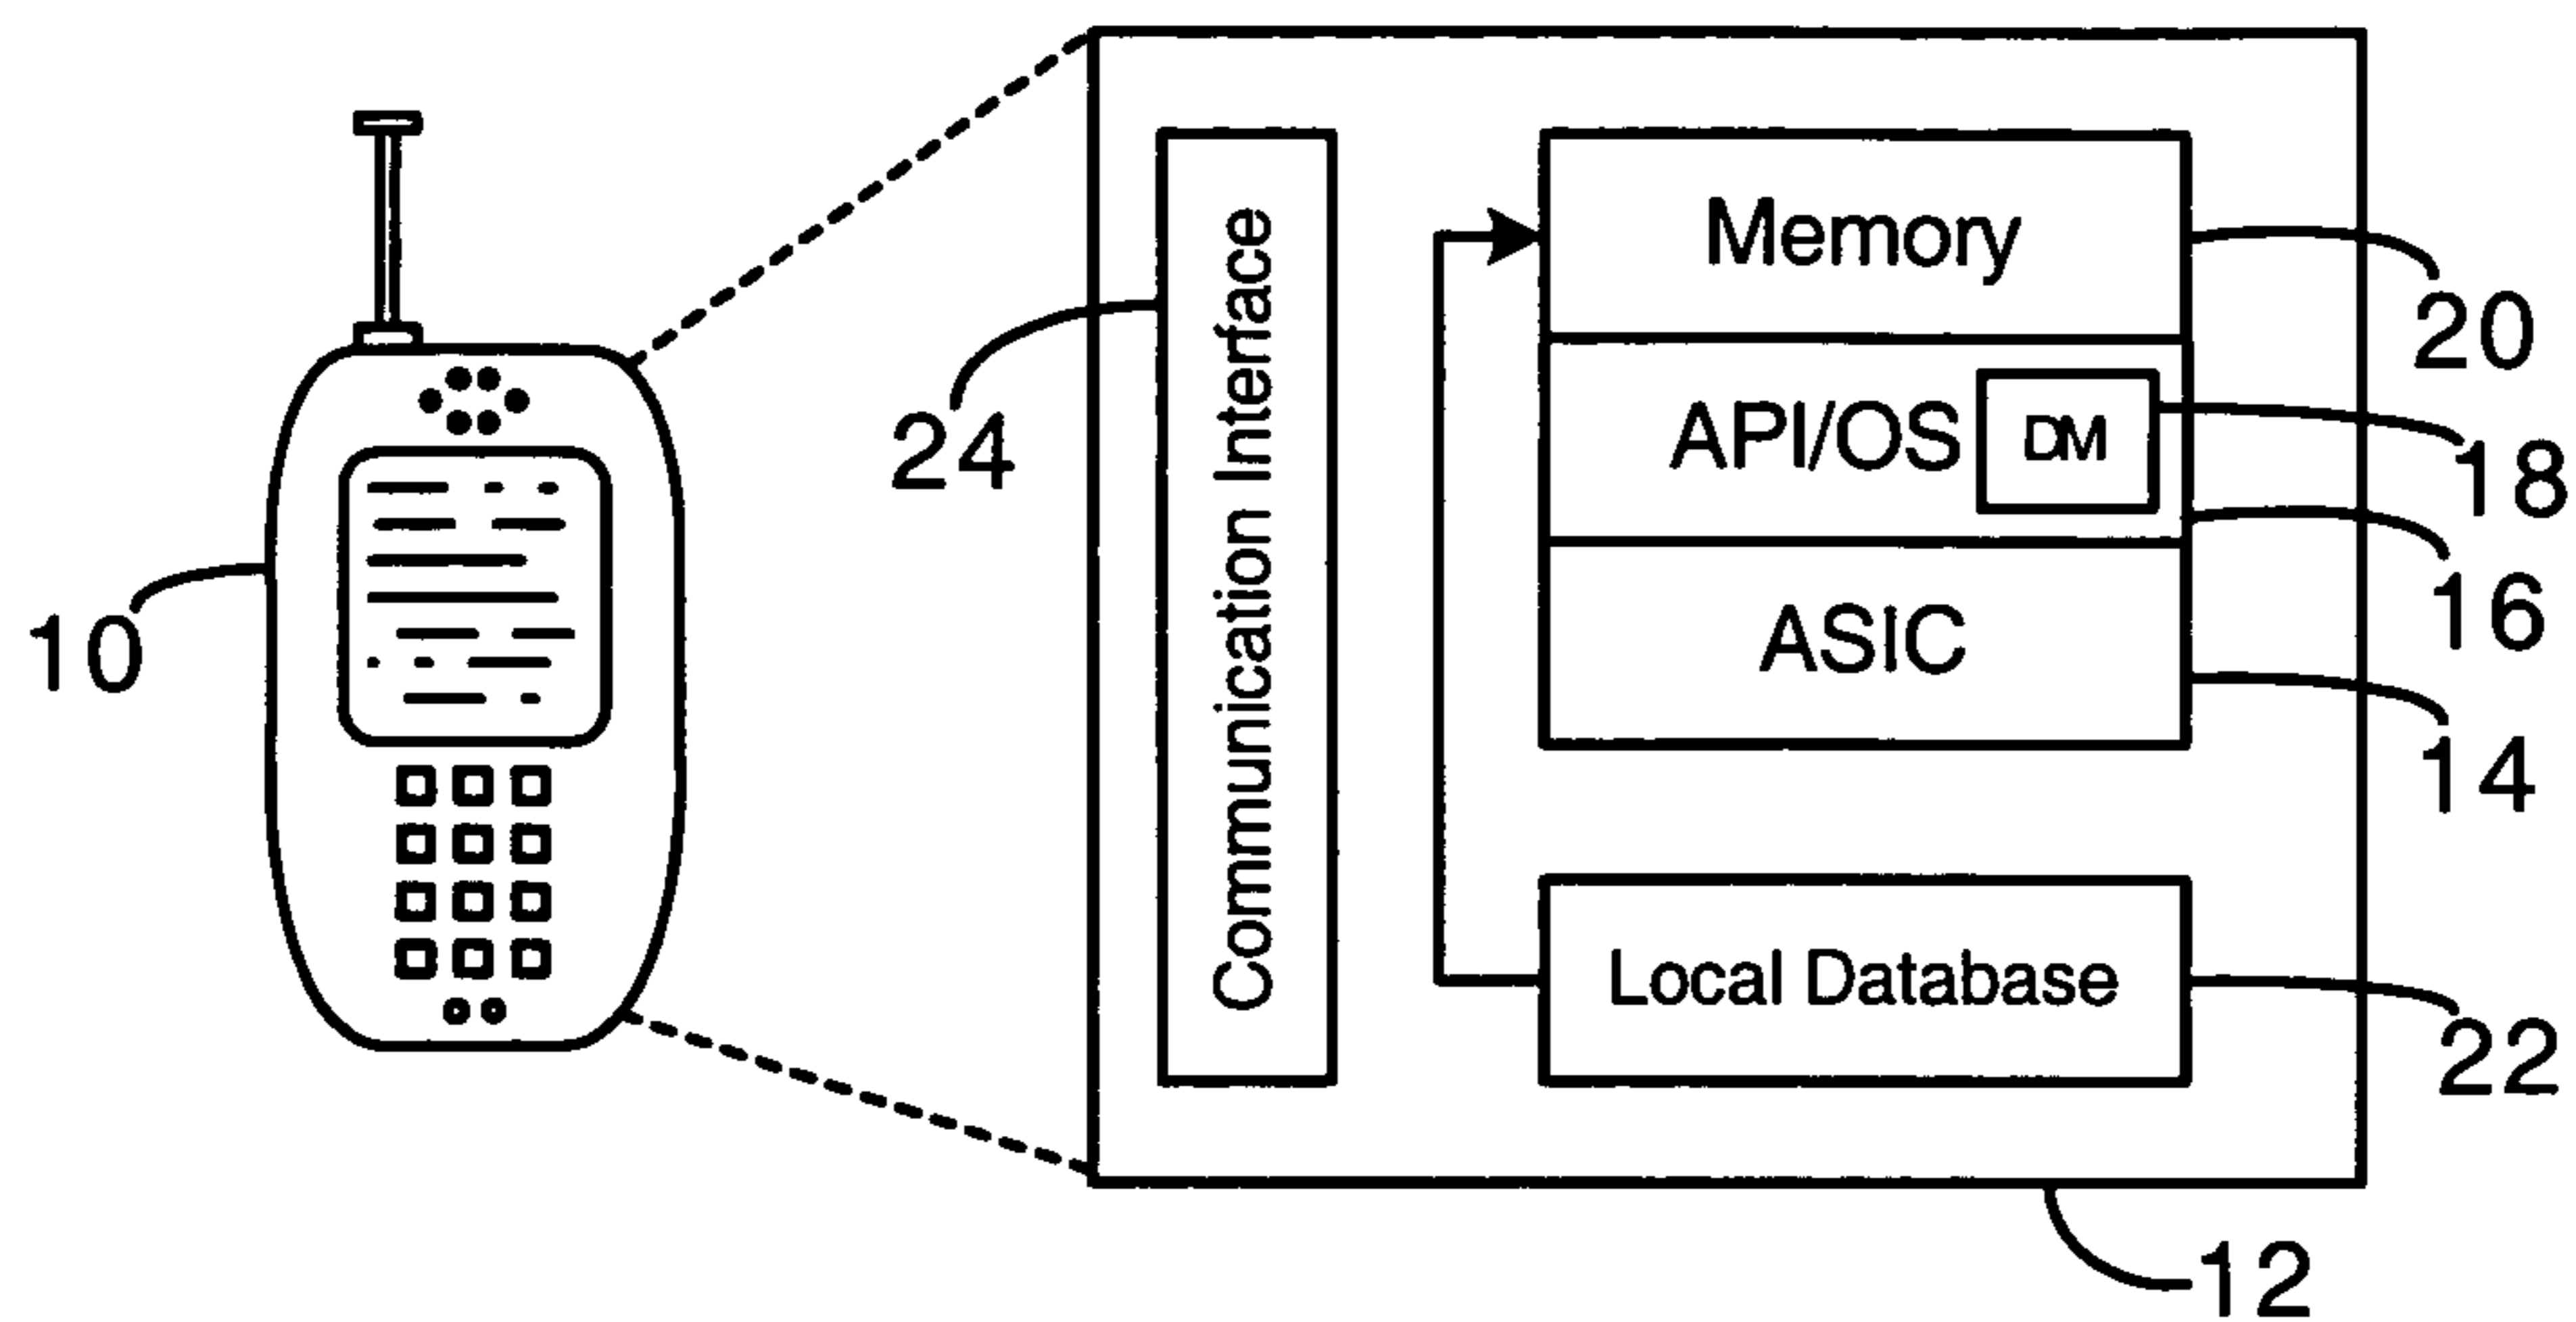 10
24
Communication Interface
Memory
20
API/OS
DM
18
16
ASIC
14
Local Database
22
12